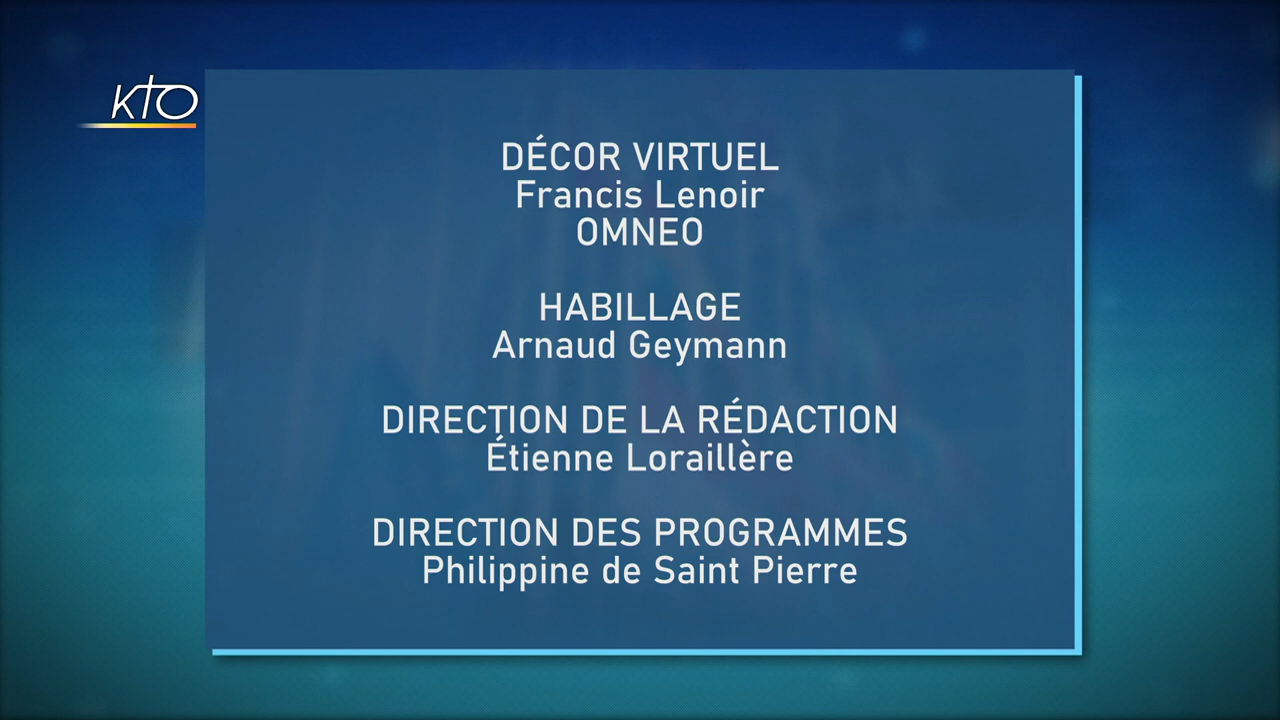 KTO
DÉCOR VIRTUEL
Francis Lenoir
OMNEO
HABILLAGE
Arnaud Geymann
DIRECTION DE LA RÉDACTION
Étienne Loraillère
DIRECTION DES PROGRAMMES
Philippine de Saint Pierre